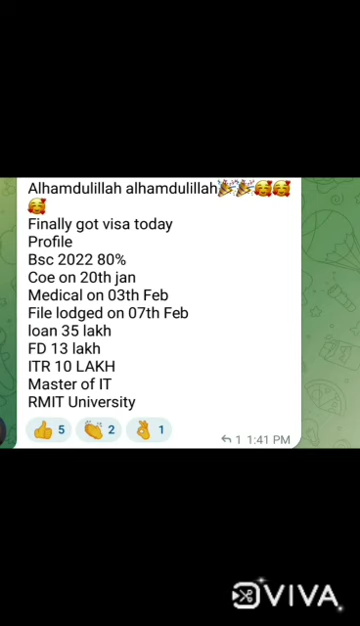 Alhamdulillah alhamdulillah🎉🎉🥰🥰
🥰
Finally got visa today
Profile
Bsc 2022 80%
Coe on 20th jan
Medical on 03th Feb
File lodged on 07th Feb
loan 35 lakh
FD 13 lakh
ITR 10 LAKH
Master of IT
RMIT University
👍 5 👏 2 👌 1 1 1:41 PM
VIVA